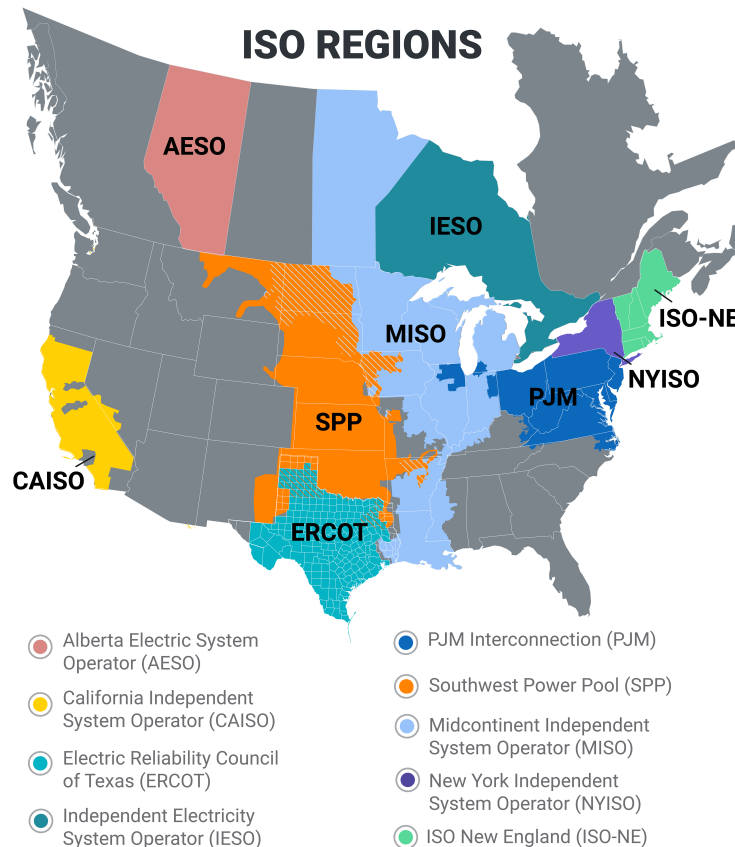 ISO REGIONS
AESO
IESO
MISO
ISO-NE
NYISO
PJM
SPP
CAISO
ERCOT
Alberta Electric System
Operator (AESO)
California Independent
System Operator (CAISO)
Electric Reliability Council
of Texas (ERCOT)
Independent Electricity
System Operator (IESO)
PJM Interconnection (PJM)
Southwest Power Pool (SPP)
Midcontinent Independent
System Operator (MISO)
New York Independent
System Operator (NYISO)
ISO New England (ISO-NE)